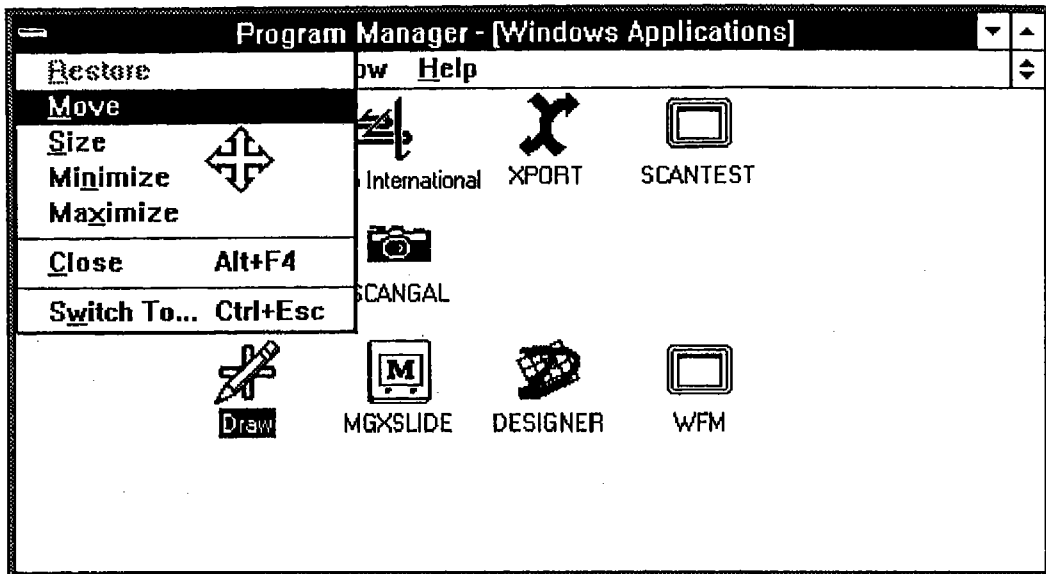 Program Manager - [Windows Applications]
Restore ow Help
Move
Size
Minimize International XPORT SCANTEST
Maximize
Close Alt+F4
SCANGAL
Switch To... Ctrl+Esc
M
Draw MGXSLIDE DESIGNER WFM